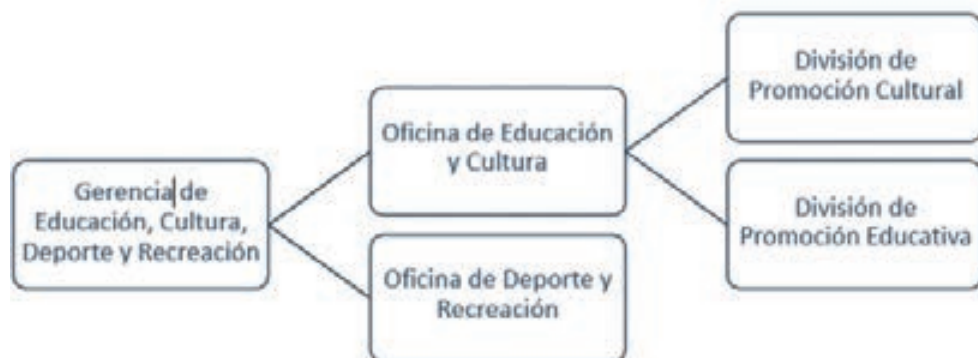 Gerencia de
Educación, Cultura,
Deporte y Recreación
Oficina de Educación
y Cultura
Oficina de Deporte y
Recreación
División de
Promoción Cultural
División de
Promoción Educativa